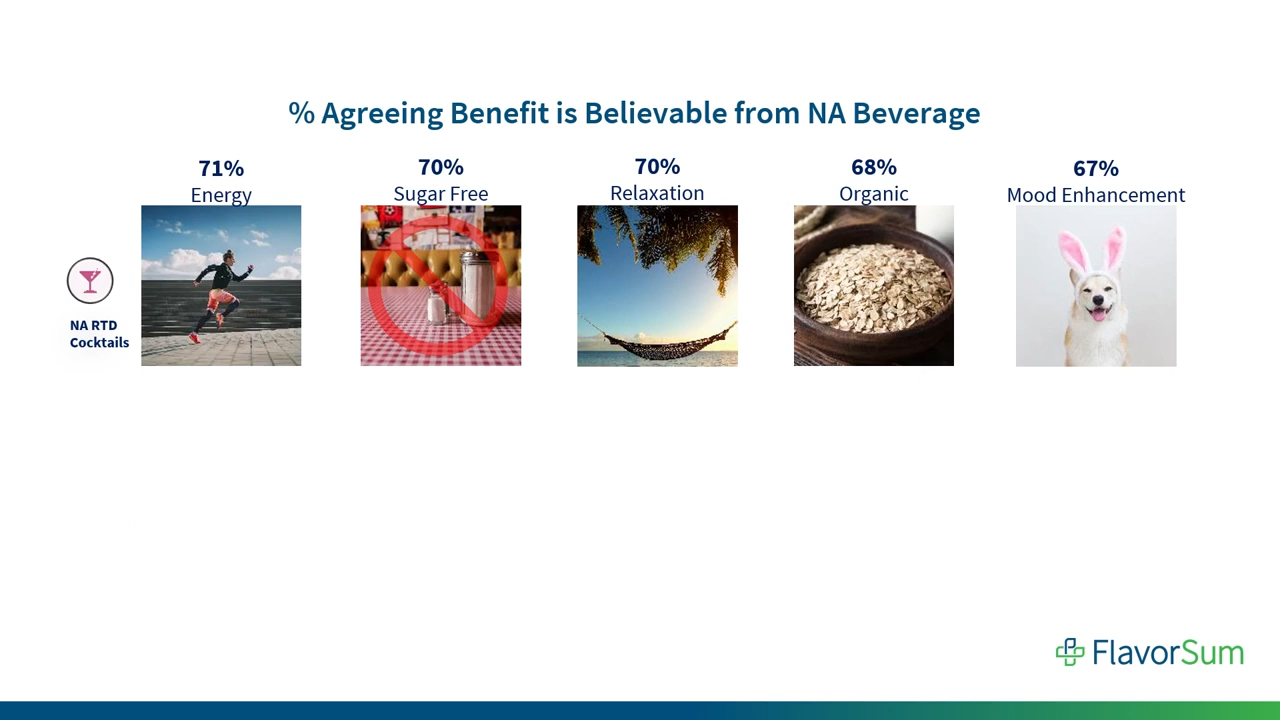 % Agreeing Benefit is Believable from NA Beverage
71%
Energy
70%
Sugar Free
70%
Relaxation
68%
Organic
67%
Mood Enhancement
NA RTD
Cocktails
FlavorSum